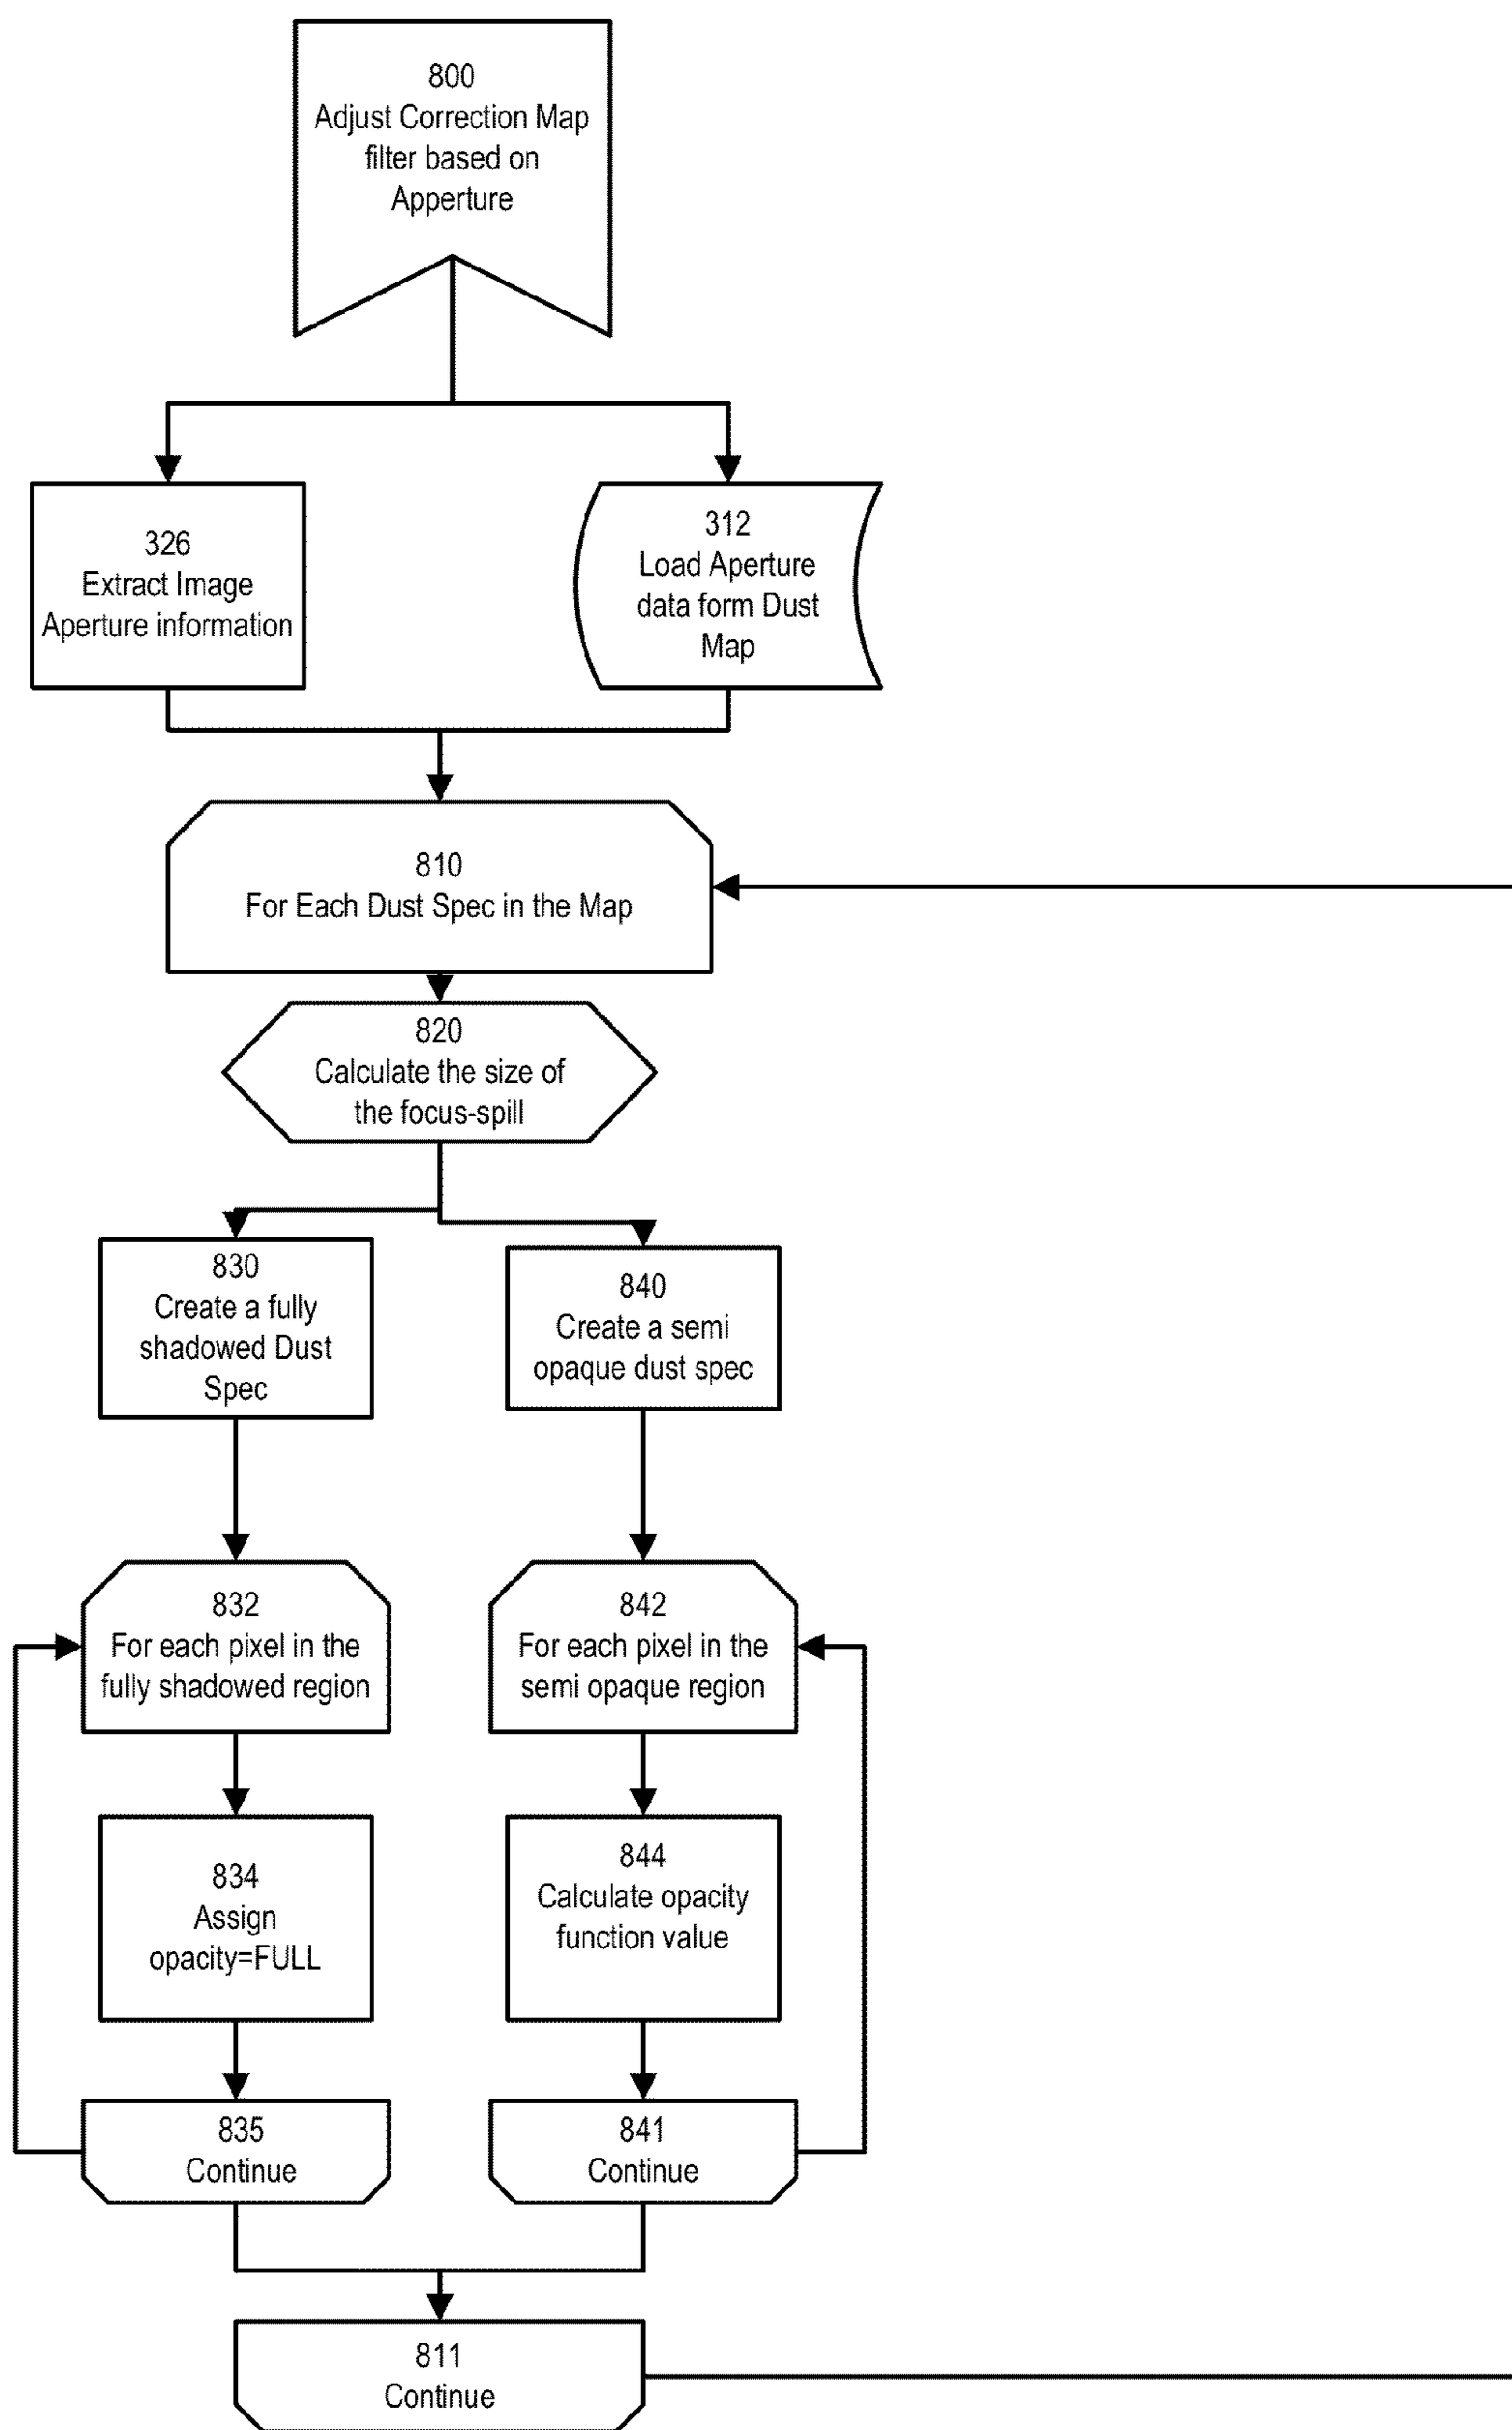 800
Adjust Correction Map
filter based on
Apperture
326
Extract Image
Aperture information
312
Load Aperture
data form Dust
Map
810
For Each Dust Spec in the Map
820
Calculate the size of
the focus-spill
830
Create a fully
shadowed Dust
Spec
840
Create a semi
opaque dust spec
832
For each pixel in the
fully shadowed region
842
For each pixel in the
semi opaque region
834
Assign
opacity=FULL
844
Calculate opacity
function value
835
Continue
841
Continue
811
Continue